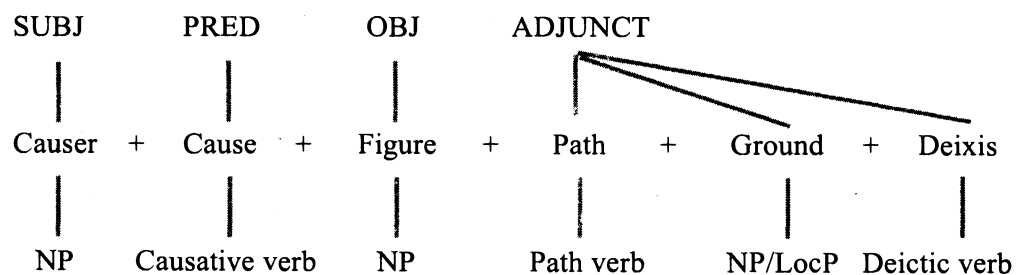 SUBJ PRED OBJ ADJUNCT
Causer + Cause + Figure + Path + Ground + Deixis
NP Causative verb NP Path verb NP/LocP Deictic verb